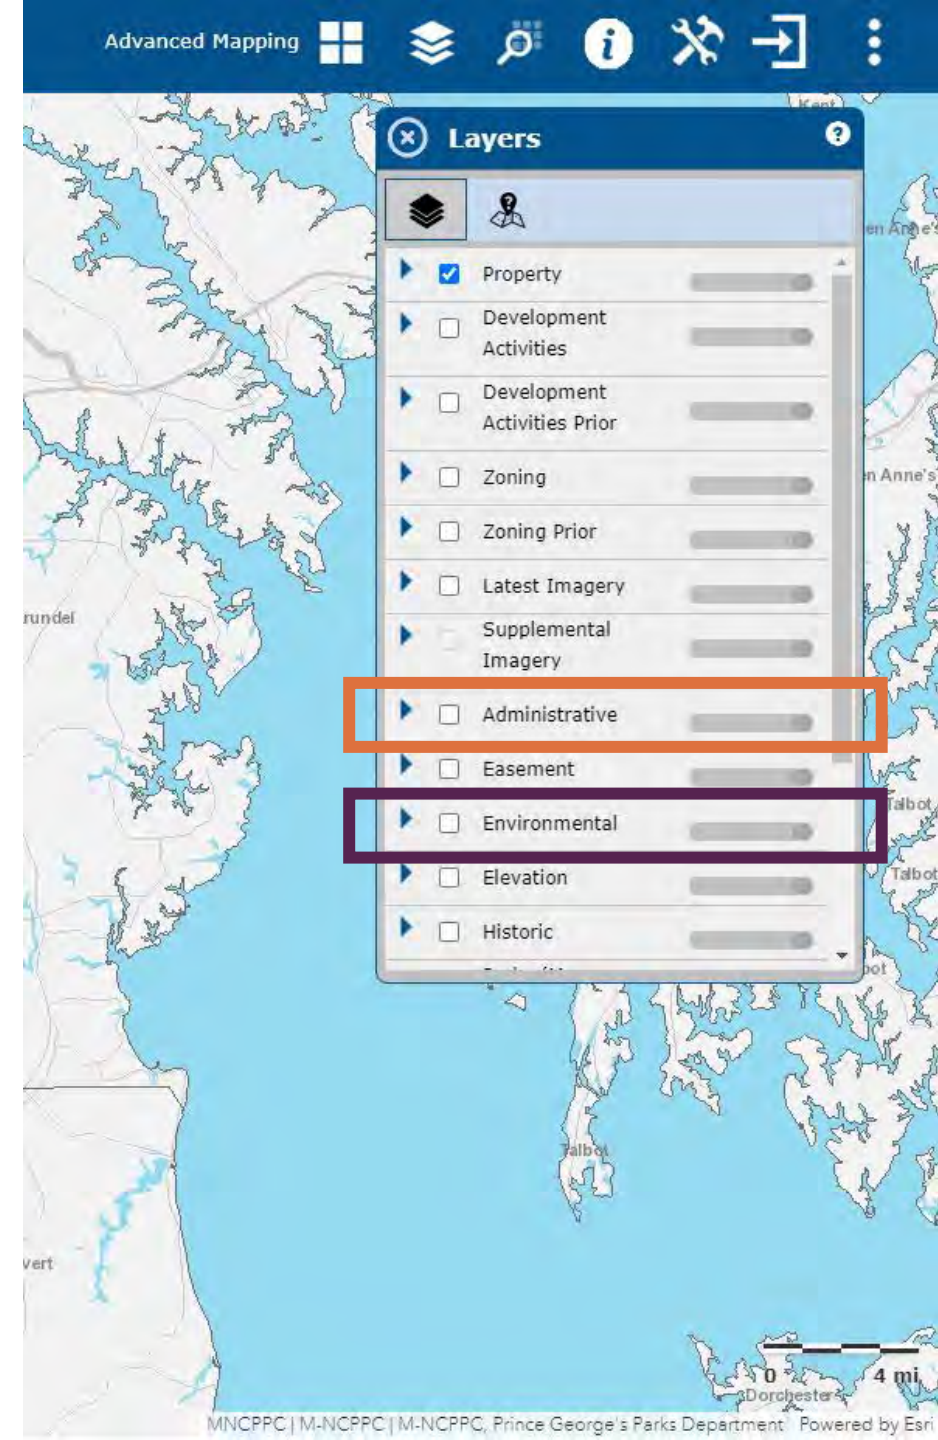 Advanced Mapping
Kent
Layers
?
en Anne's
Property
Development
Activities
Development
Activities Prior
n Anne's
Zoning
Zoning Prior
Latest Imagery
rundel
Supplemental
Imagery
Administrative
Easement
Talbot
Environmental
Talbot
Elevation
Historic
bot
Talbot
vert
0 4 mi
Dorchester
MNCPPC | M-NCPPC | M-NCPPC, Prince George's Parks Department Powered by Esri